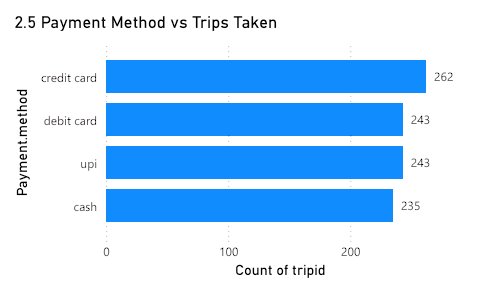 2.5 Payment Method vs Trips Taken
Payment.method
credit card 262
debit card 243
upi 243
cash 235
0 100 200
Count of tripid